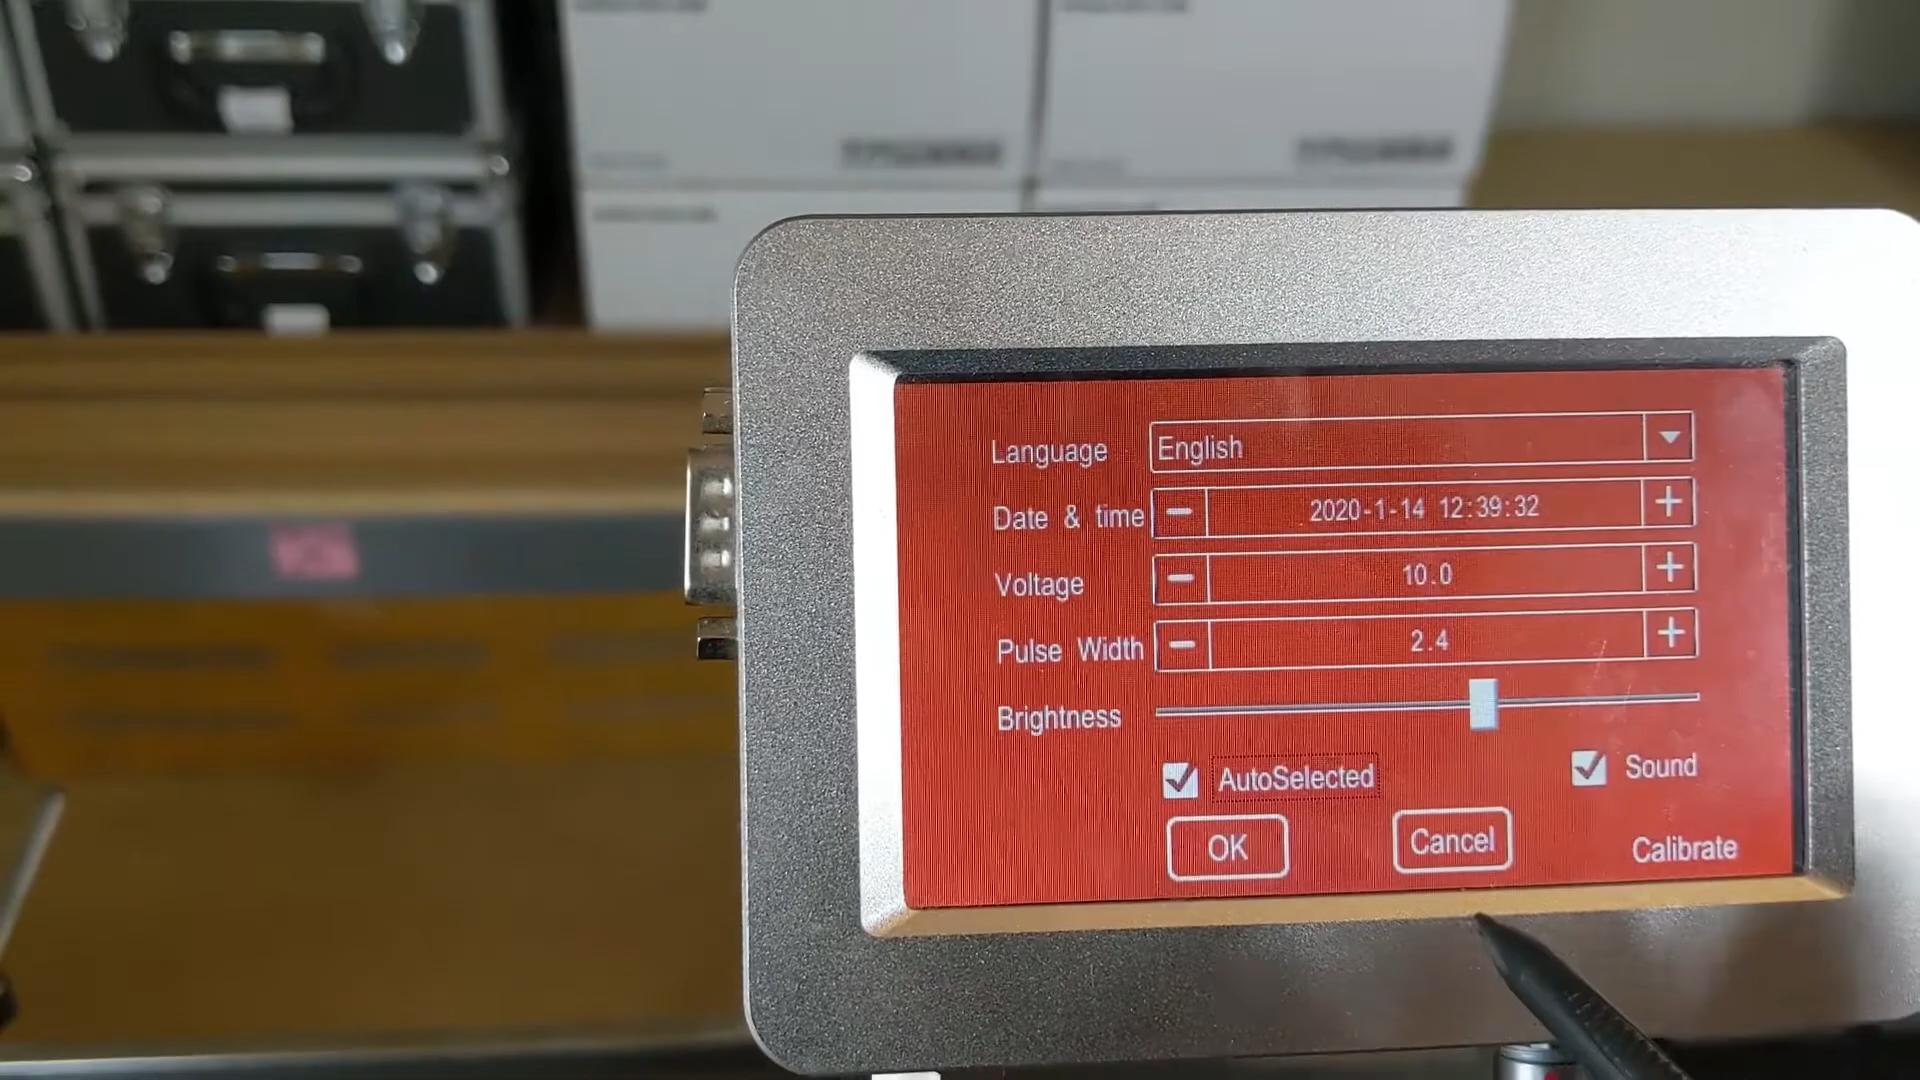 Language English
Date & time − 2020-1-14 12:39:32 +
Voltage − 10.0 +
Pulse Width − 2.4 +
Brightness
AutoSelected Sound
OK Cancel Calibrate